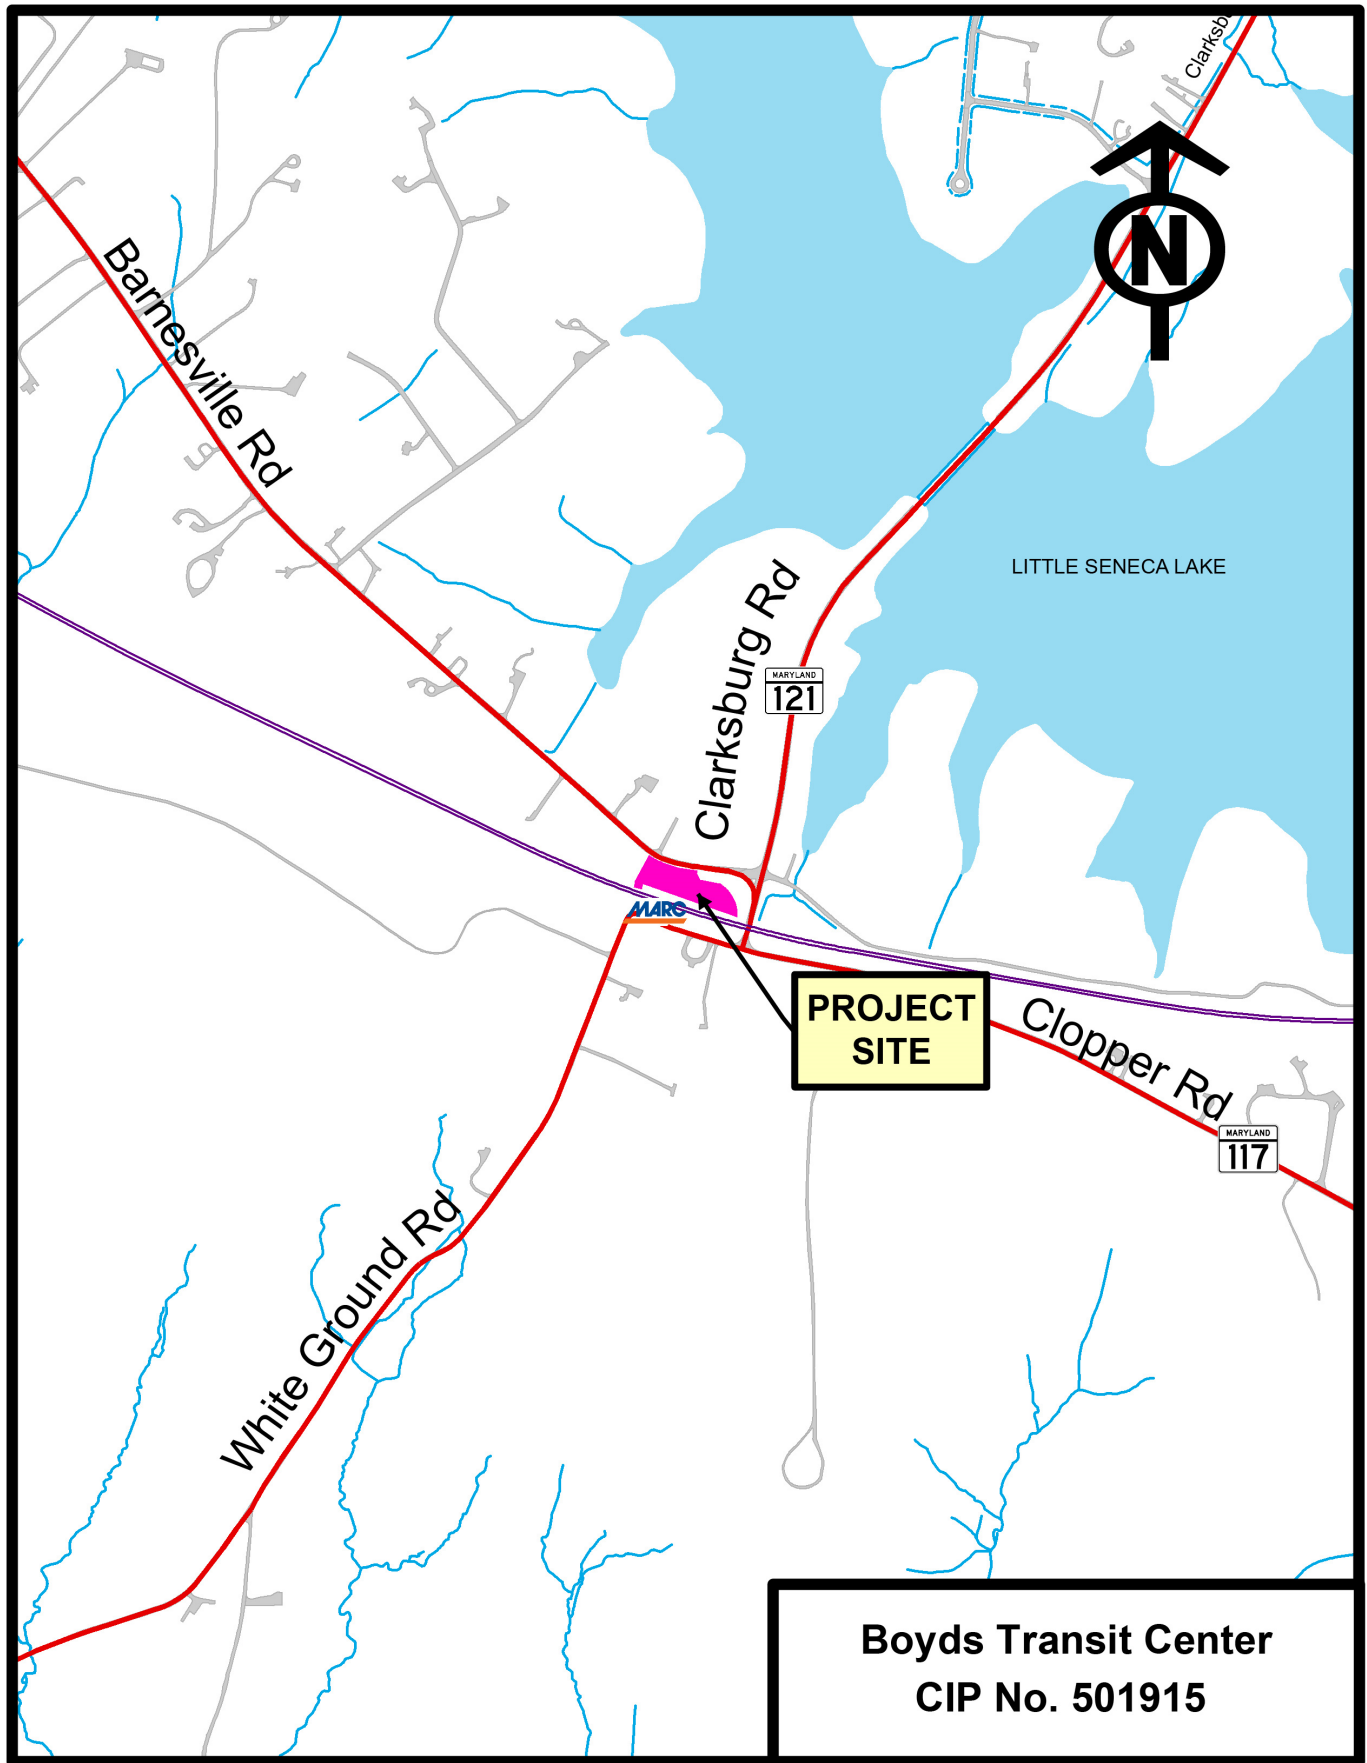 Clarksbu
N
Barnesville Rd
LITTLE SENECA LAKE
Clarksburg Rd
MARYLAND
121
MARC
PROJECT
SITE
Clopper Rd
MARYLAND
117
White Ground Rd
Boyds Transit Center
CIP No. 501915